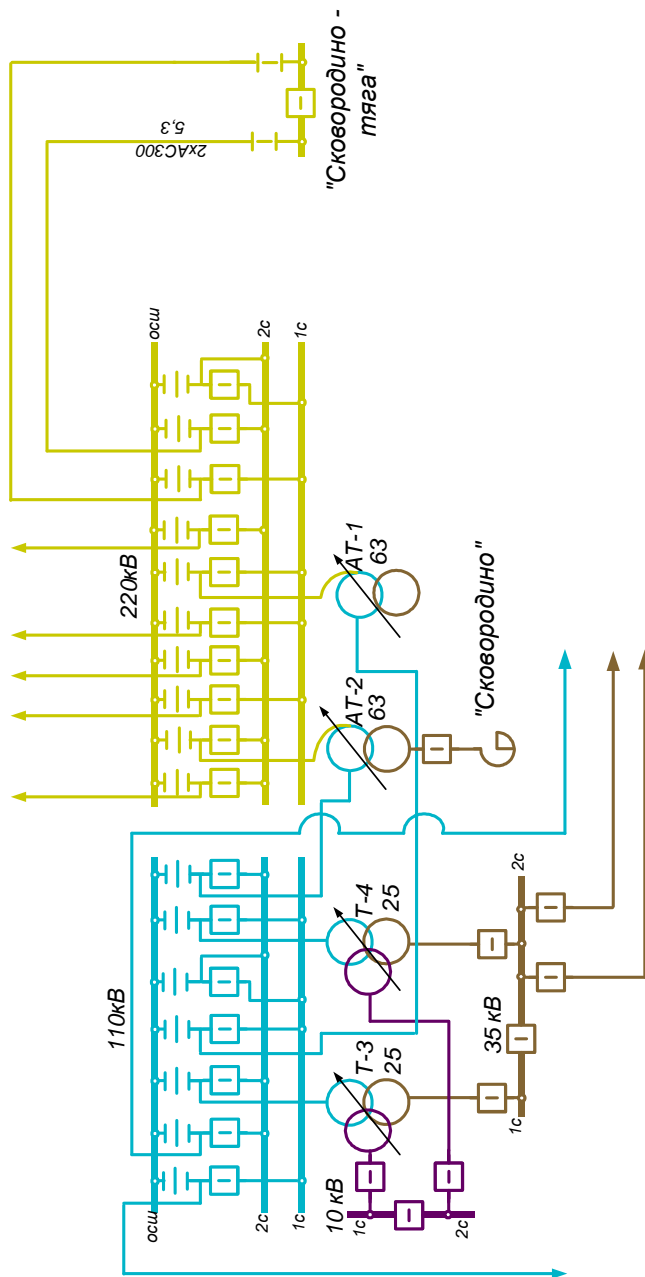 "Сковородино -
тяга"
2хАС300
5,3
осш
2с
1с
220кВ
АТ-1
63
АТ-2
63
"Сковородино"
110кВ
осш
2с
1с
Т-4
25
Т-3
25
35 кВ
2с
1с
10 кВ
1с
2с